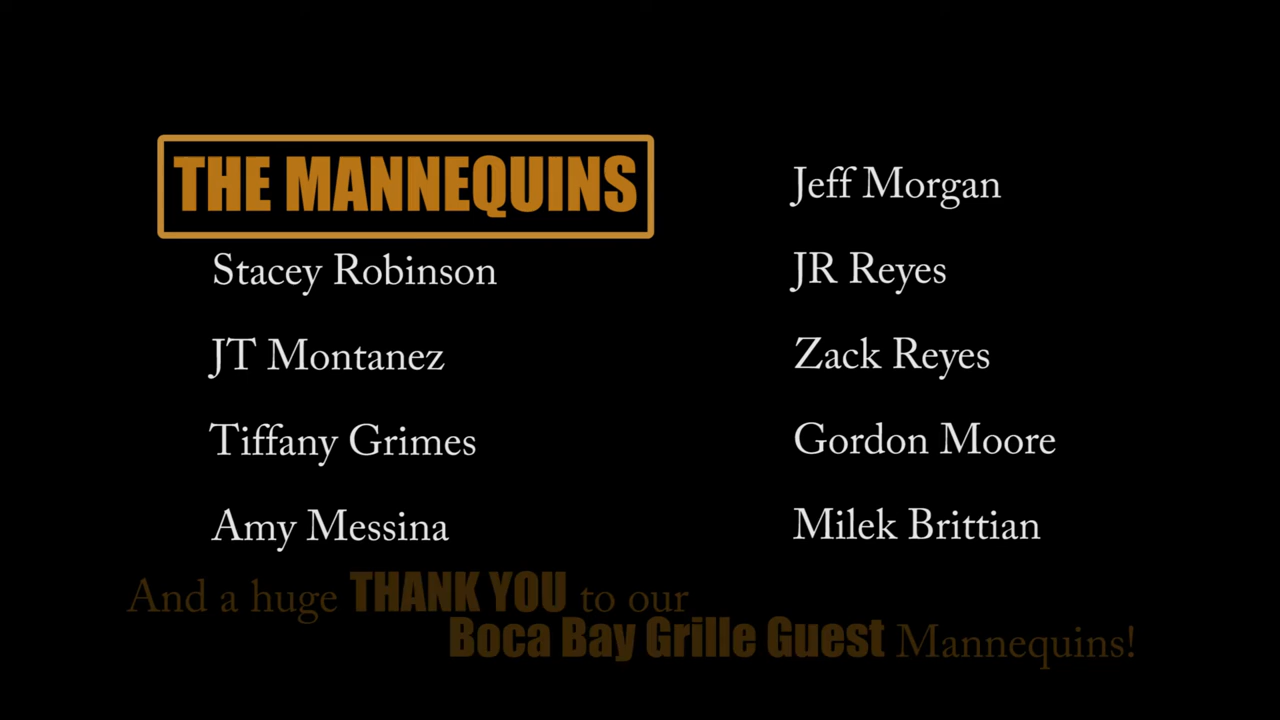 THE MANNEQUINS
Stacey Robinson
JT Montanez
Tiffany Grimes
Amy Messina
Jeff Morgan
JR Reyes
Zack Reyes
Gordon Moore
Milek Brittian
And a huge THANK YOU to our
Boca Bay Grille Guest Mannequins!